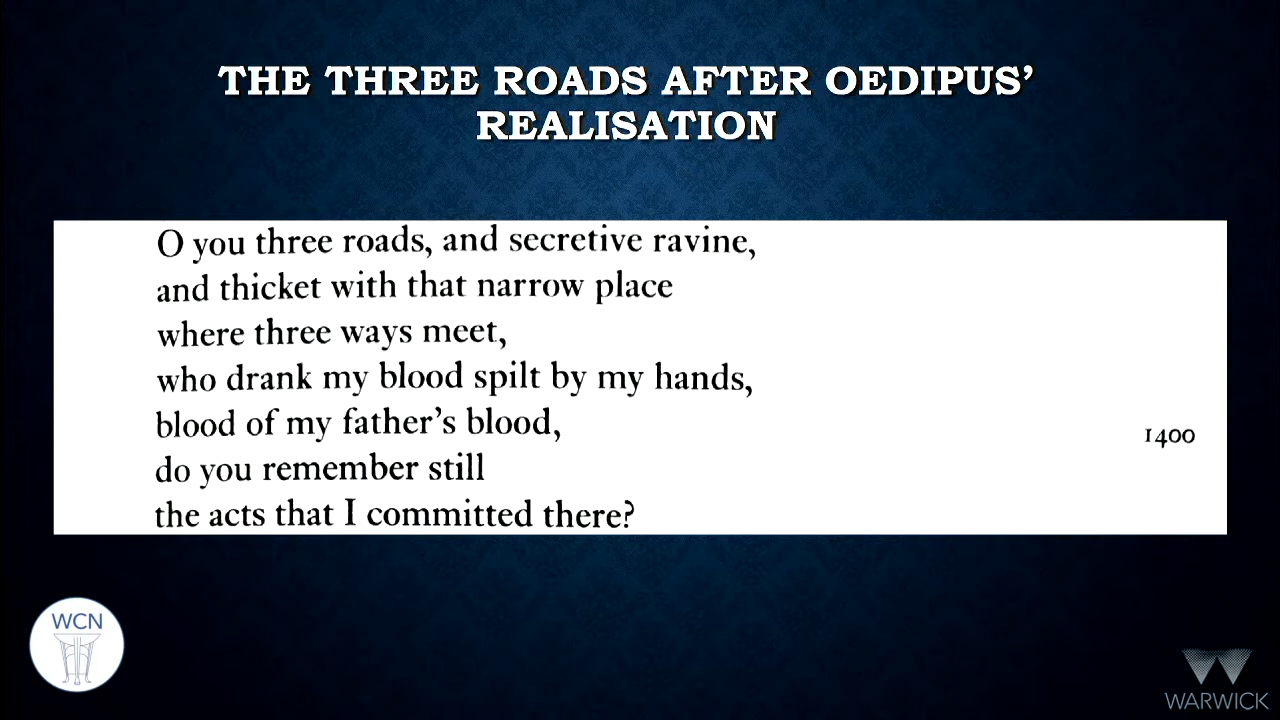 THE THREE ROADS AFTER OEDIPUS’
REALISATION
O you three roads, and secretive ravine,
and thicket with that narrow place
where three ways meet,
who drank my blood spilt by my hands,
blood of my father’s blood,
1400
do you remember still
the acts that I committed there?
WCN
WARWICK